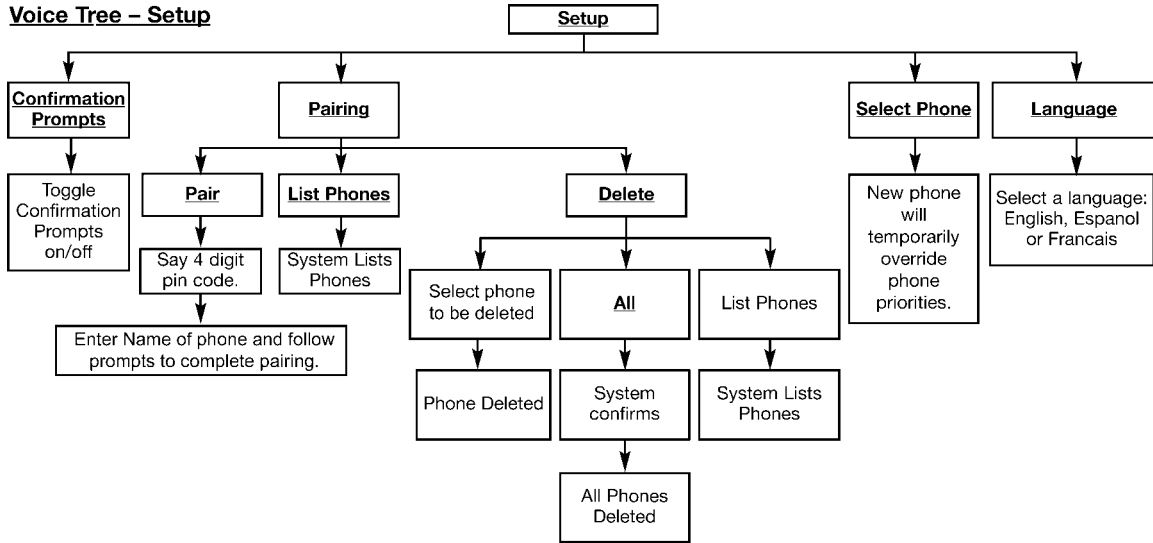 Voice Tree – Setup
Setup
Confirmation
Prompts
Pairing
Select Phone
Language
Toggle
Confirmation
Prompts
on/off
Pair
List Phones
Delete
New phone
will
temporarily
override
phone
priorities.
Select a language:
English, Espanol
or Francais
Say 4 digit
pin code.
System Lists
Phones
Select phone
to be deleted
All
List Phones
Enter Name of phone and follow
prompts to complete pairing.
Phone Deleted
System
confirms
System Lists
Phones
All Phones
Deleted